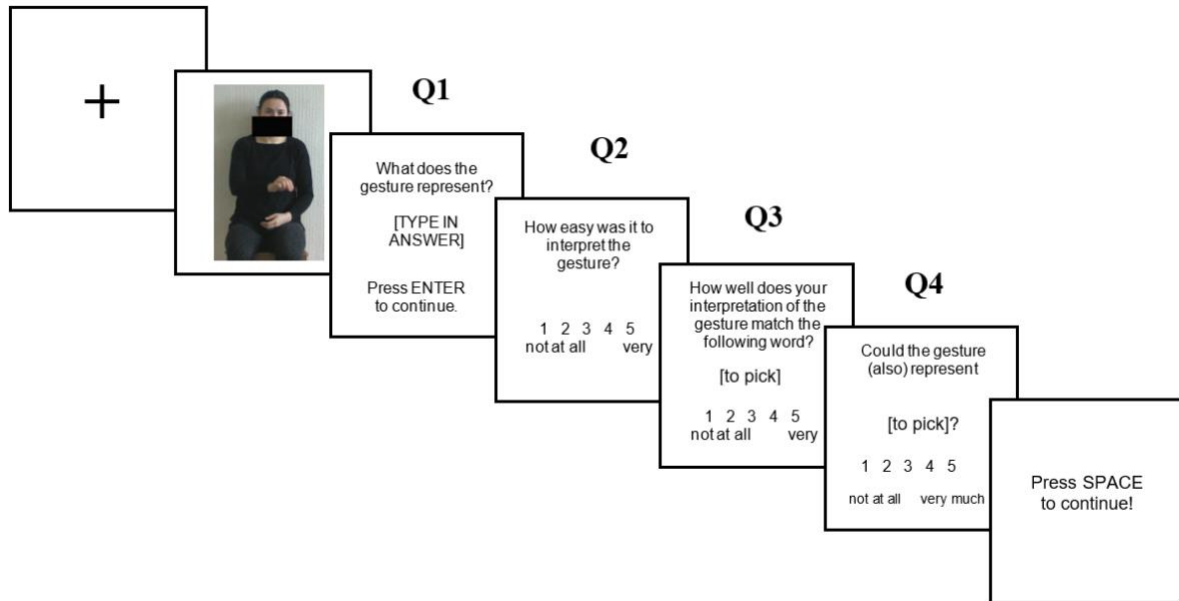 +
Q1
What does the
gesture represent?
[TYPE IN
ANSWER]
Press ENTER
to continue.
Q2
How easy was it to
interpret the
gesture?
1 2 3 4 5
not at all very
Q3
How well does your
interpretation of the
gesture match the
following word?
[to pick]
1 2 3 4 5
not at all very
Q4
Could the gesture
(also) represent
[to pick]?
1 2 3 4 5
not at all very much
Press SPACE
to continue!